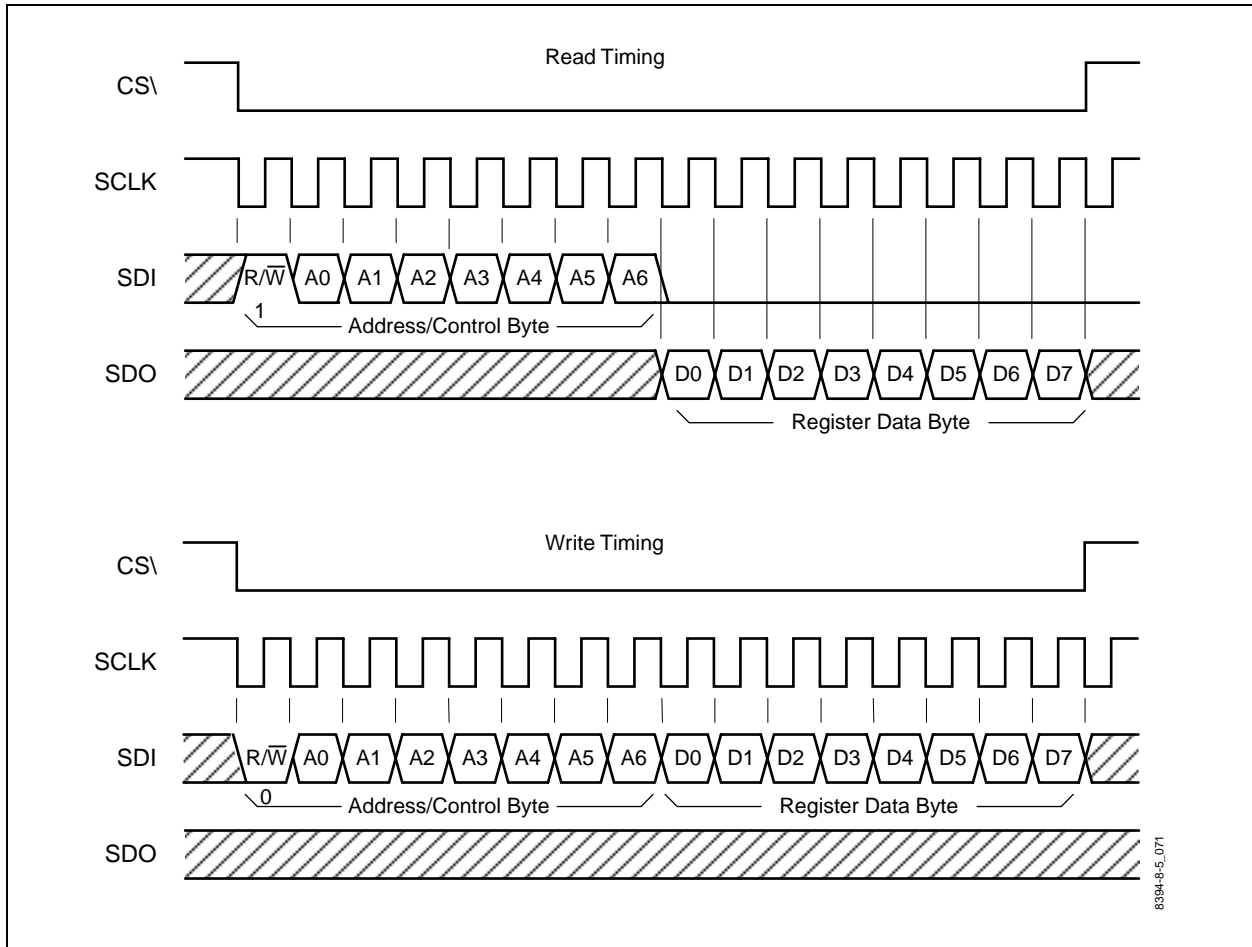 Read Timing
CS\
SCLK
SDI R/W̅ A0 A1 A2 A3 A4 A5 A6
1
Address/Control Byte
SDO D0 D1 D2 D3 D4 D5 D6 D7
Register Data Byte
Write Timing
CS\
SCLK
SDI R/W̅ A0 A1 A2 A3 A4 A5 A6 D0 D1 D2 D3 D4 D5 D6 D7
0
Address/Control Byte Register Data Byte
SDO
8394-8-5_071